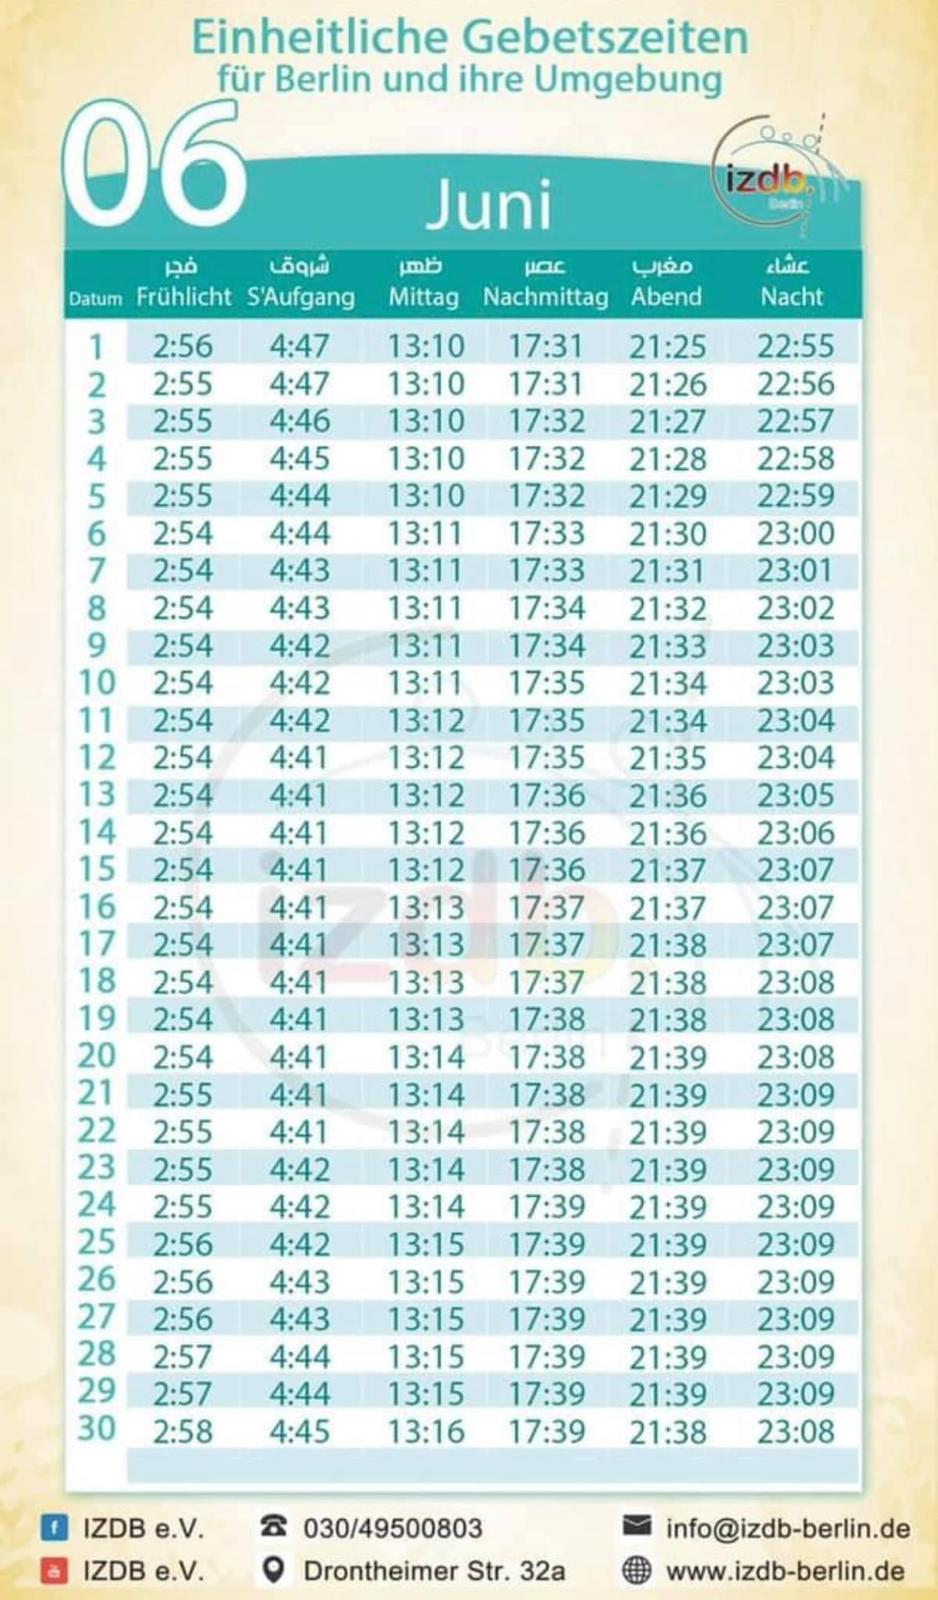 Einheitliche Gebetszeiten
für Berlin und ihre Umgebung
06
izdb
Berlin
Juni
فجر شروق ظهر عصر مغرب عشاء
Datum Frühlicht S'Aufgang Mittag Nachmittag Abend Nacht
1 2:56 4:47 13:10 17:31 21:25 22:55
2 2:55 4:47 13:10 17:31 21:26 22:56
3 2:55 4:46 13:10 17:32 21:27 22:57
4 2:55 4:45 13:10 17:32 21:28 22:58
5 2:55 4:44 13:10 17:32 21:29 22:59
6 2:54 4:44 13:11 17:33 21:30 23:00
7 2:54 4:43 13:11 17:33 21:31 23:01
8 2:54 4:43 13:11 17:34 21:32 23:02
9 2:54 4:42 13:11 17:34 21:33 23:03
10 2:54 4:42 13:11 17:35 21:34 23:03
11 2:54 4:42 13:12 17:35 21:34 23:04
12 2:54 4:41 13:12 17:35 21:35 23:04
13 2:54 4:41 13:12 17:36 21:36 23:05
14 2:54 4:41 13:12 17:36 21:36 23:06
15 2:54 4:41 13:12 17:36 21:37 23:07
16 2:54 4:41 13:13 17:37 21:37 23:07
17 2:54 4:41 13:13 17:37 21:38 23:07
18 2:54 4:41 13:13 17:37 21:38 23:08
19 2:54 4:41 13:13 17:38 21:38 23:08
20 2:54 4:41 13:14 17:38 21:39 23:08
21 2:55 4:41 13:14 17:38 21:39 23:09
22 2:55 4:41 13:14 17:38 21:39 23:09
23 2:55 4:42 13:14 17:38 21:39 23:09
24 2:55 4:42 13:14 17:39 21:39 23:09
25 2:56 4:42 13:15 17:39 21:39 23:09
26 2:56 4:43 13:15 17:39 21:39 23:09
27 2:56 4:43 13:15 17:39 21:39 23:09
28 2:57 4:44 13:15 17:39 21:39 23:09
29 2:57 4:44 13:15 17:39 21:39 23:09
30 2:58 4:45 13:16 17:39 21:38 23:08
izdb
Berlin
IZDB e.V. 030/49500803 info@izdb-berlin.de
IZDB e.V. Drontheimer Str. 32a www.izdb-berlin.de